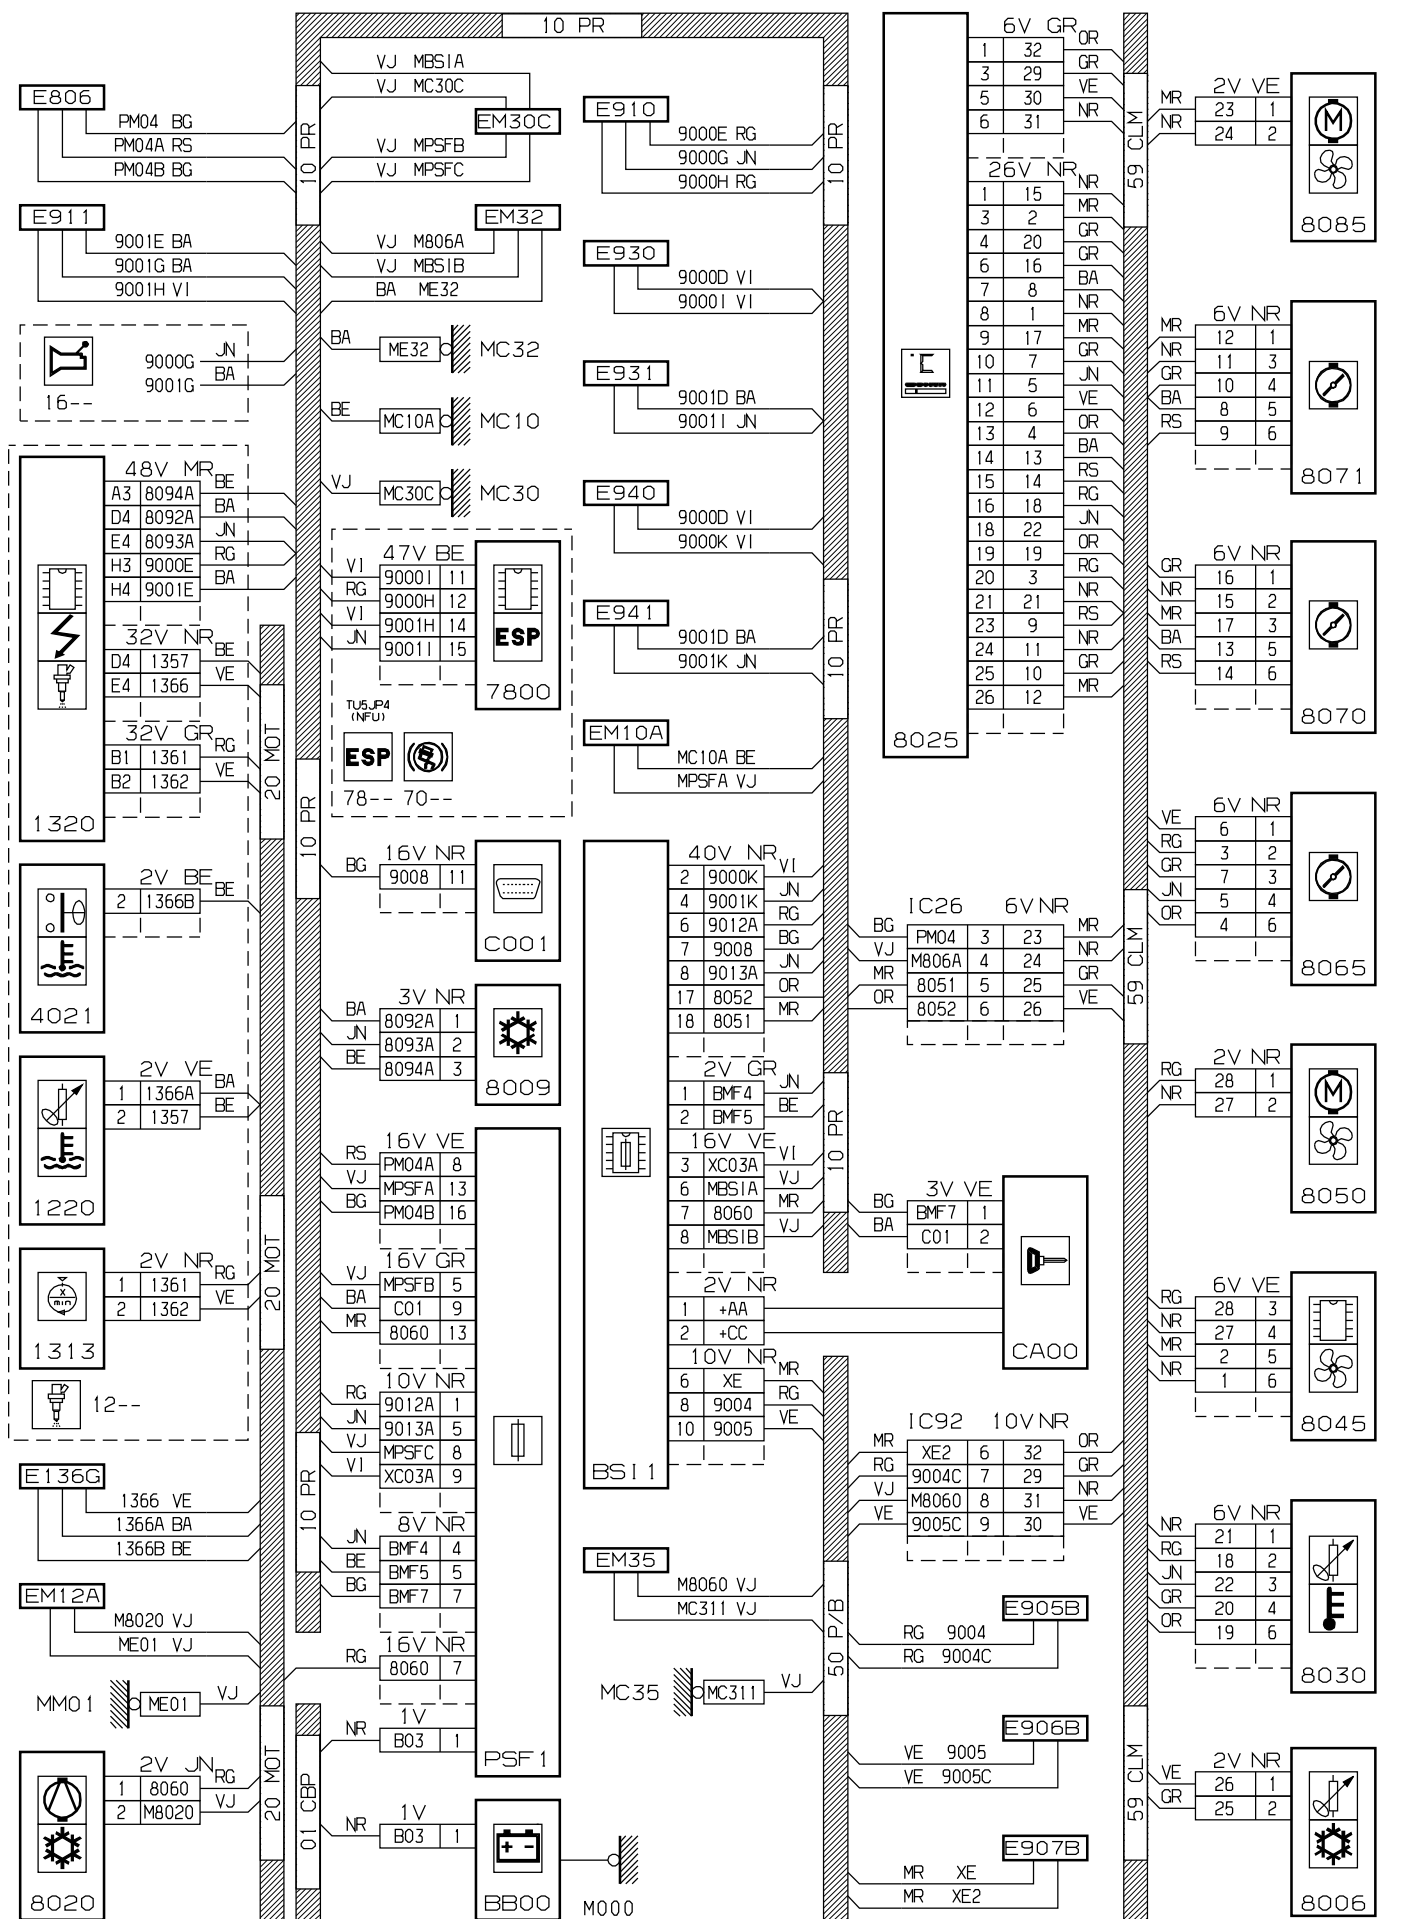 10 PR
VJ MBSIA
VJ MC30C
EM30C
VJ MPSFB
VJ MPSFC
10 PR
E806
PM04 BG
PM04A RS
PM04B BG
E911
9001E BA
9001G BA
9001H VI
EM32
VJ M806A
VJ MBSIB
BA ME32
9000G JN
9001G BA
16--
BA ME32 MC32
BE MC10A MC10
VJ MC30C MC30
48V MR
A3 8094A BE
D4 8092A BA
E4 8093A JN
H3 9000E RG
H4 9001E BA
32V NR
D4 1357 BE
E4 1366 VE
32V GR
B1 1361 RG
B2 1362 VE
1320
20 MOT
10 PR
47V BE
VI 9000I 11
RG 9000H 12
VI 9001H 14
JN 9001I 15
ESP
7800
TU5JP4
(NFU)
ESP
78-- 70--
2V BE
2 1366B BE
4021
2V VE
1 1366A BA
2 1357 BE
1220
2V NR
1 1361 RG
2 1362 VE
x
min
1313
12--
20 MOT
16V NR
BG 9008 11
C001
3V NR
BA 8092A 1
JN 8093A 2
BE 8094A 3
8009
16V VE
RS PM04A 8
VJ MPSFA 13
BG PM04B 16
16V GR
VJ MPSFB 5
BA C01 9
MR 8060 13
10V NR
RG 9012A 1
JN 9013A 5
VJ MPSFC 8
VI XC03A 9
8V NR
JN BMF4 4
BE BMF5 5
BG BMF7 7
16V NR
RG 8060 7
1V
NR B03 1
PSF1
10 PR
E136G
1366 VE
1366A BA
1366B BE
EM12A
M8020 VJ
ME01 VJ
MM01 ME01 VJ
2V JN
1 8060 RG
2 M8020 VJ
8020
20 MOT
01 CBP
1V
NR B03 1
BB00
M000
E910
9000E RG
9000G JN
9000H RG
10 PR
E930
9000D VI
9000I VI
E931
9001D BA
9001I JN
E940
9000D VI
9000K VI
E941
9001D BA
9001K JN
10 PR
EM10A
MC10A BE
MPSFA VJ
40V NR
2 9000K VI
4 9001K JN
6 9012A RG
7 9008 BG
8 9013A JN
17 8052 OR
18 8051 MR
2V GR
1 BMF4 JN
2 BMF5 BE
16V VE
3 XC03A VI
6 MBSIA VJ
7 8060 MR
8 MBSIB VJ
2V NR
1 +AA
2 +CC
10V NR
6 XE MR
8 9004 RG
10 9005 VE
BSI1
10 PR
EM35
M8060 VJ
MC311 VJ
MC35 MC311 VJ
50 P/B
6V GR
1 32 OR
3 29 GR
5 30 VE
6 31 NR
26V NR
1 15 NR
3 2 MR
4 20 GR
6 16 GR
7 8 BA
8 1 NR
9 17 MR
10 7 GR
11 5 JN
12 6 VE
13 4 OR
14 13 BA
15 14 RS
16 18 RG
18 22 JN
19 19 OR
20 3 RG
21 21 NR
23 9 RS
24 11 NR
25 10 GR
26 12 MR
8025
IC26 6V NR
BG PM04 3 23 MR
VJ M806A 4 24 NR
MR 8051 5 25 GR
OR 8052 6 26 VE
3V VE
BG BMF7 1
BA C01 2
CA00
IC92 10V NR
MR XE2 6 32 OR
RG 9004C 7 29 GR
VJ M8060 8 31 NR
VE 9005C 9 30 VE
E905B
RG 9004
RG 9004C
E906B
VE 9005
VE 9005C
E907B
MR XE
MR XE2
59 CLM
2V VE
MR 23 1
NR 24 2
M
8085
6V NR
MR 12 1
NR 11 3
GR 10 4
BA 8 5
RS 9 6
8071
6V NR
GR 16 1
NR 15 2
MR 17 3
BA 13 5
RS 14 6
8070
6V NR
VE 6 1
RG 3 2
GR 7 3
JN 5 4
OR 4 6
8065
59 CLM
2V NR
RG 28 1
NR 27 2
M
8050
6V VE
RG 28 3
NR 27 4
MR 2 5
NR 1 6
8045
6V NR
NR 21 1
RG 18 2
JN 22 3
GR 20 4
OR 19 6
8030
59 CLM
2V NR
VE 26 1
GR 25 2
8006